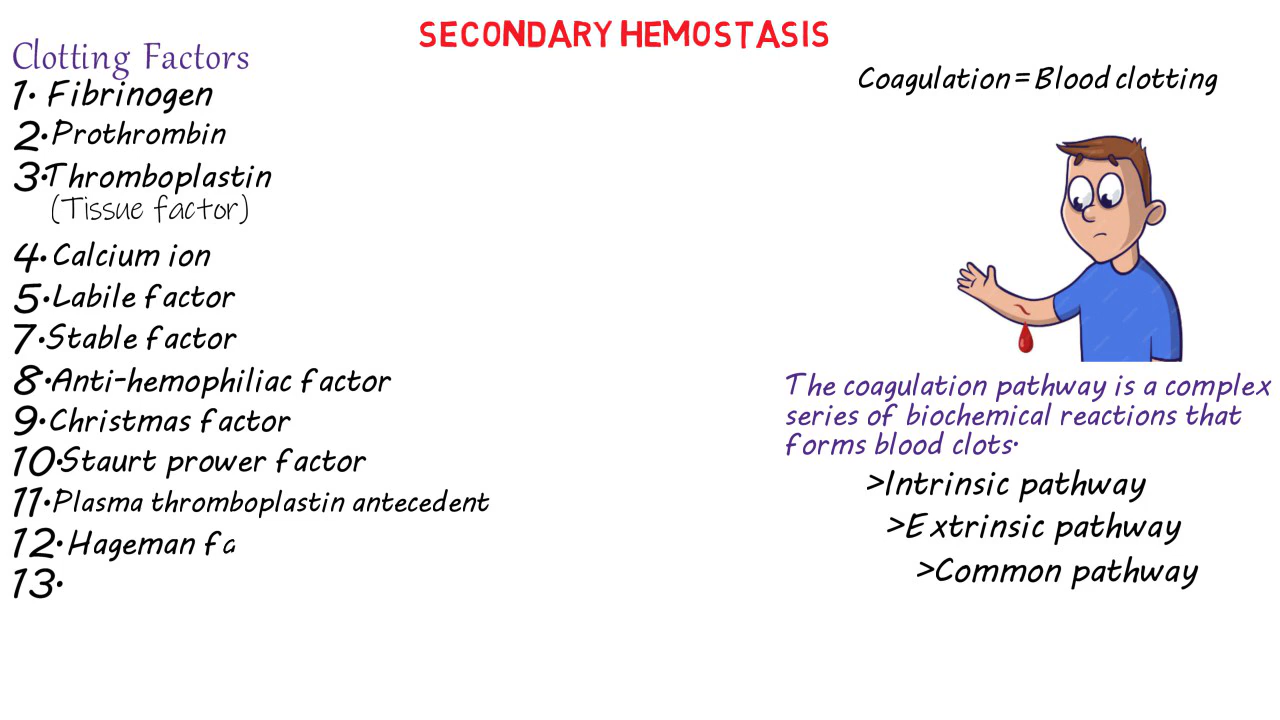 SECONDARY HEMOSTASIS
Clotting Factors
1. Fibrinogen
2. Prothrombin
3. Thromboplastin
(Tissue factor)
4. Calcium ion
5. Labile factor
7. Stable factor
8. Anti-hemophiliac factor
9. Christmas factor
10. Staurt prower factor
11. Plasma thromboplastin antecedent
12. Hageman fa
13.
Coagulation = Blood clotting
The coagulation pathway is a complex
series of biochemical reactions that
forms blood clots.
>Intrinsic pathway
>Extrinsic pathway
>Common pathway